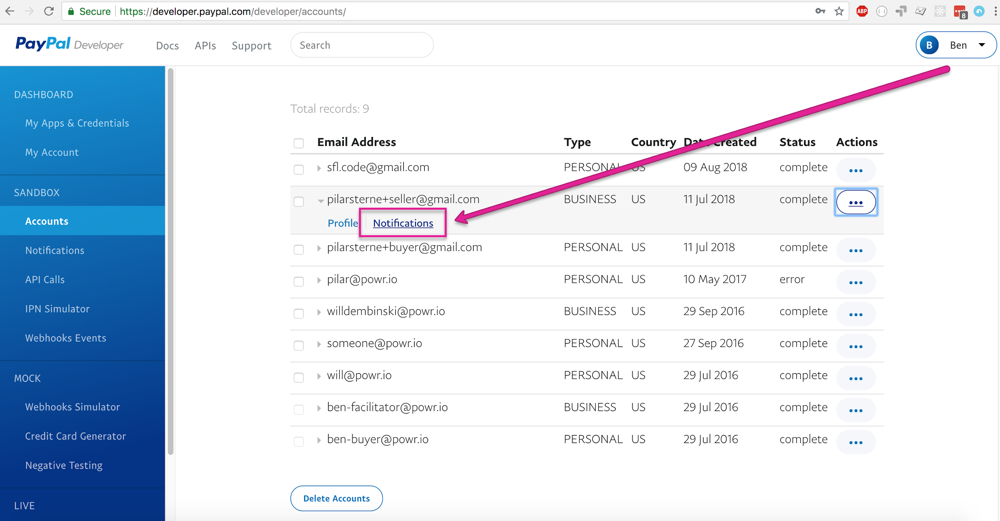 Secure https://developer.paypal.com/developer/accounts/
ABP
8
PayPal Developer Docs APIs Support Search B Ben
DASHBOARD
My Apps & Credentials
My Account
SANDBOX
Accounts
Notifications
API Calls
IPN Simulator
Webhooks Events
MOCK
Webhooks Simulator
Credit Card Generator
Negative Testing
LIVE
Total records: 9
Email Address Type Country Date Created Status Actions
sfl.code@gmail.com PERSONAL US 09 Aug 2018 complete
pilarsterne+seller@gmail.com BUSINESS US 11 Jul 2018 complete
Profile Notifications
pilarsterne+buyer@gmail.com PERSONAL US 11 Jul 2018 complete
pilar@powr.io PERSONAL US 10 May 2017 error
willdembinski@powr.io BUSINESS US 29 Sep 2016 complete
someone@powr.io PERSONAL US 27 Sep 2016 complete
will@powr.io PERSONAL US 29 Jul 2016 complete
ben-facilitator@powr.io BUSINESS US 29 Jul 2016 complete
ben-buyer@powr.io PERSONAL US 29 Jul 2016 complete
Delete Accounts